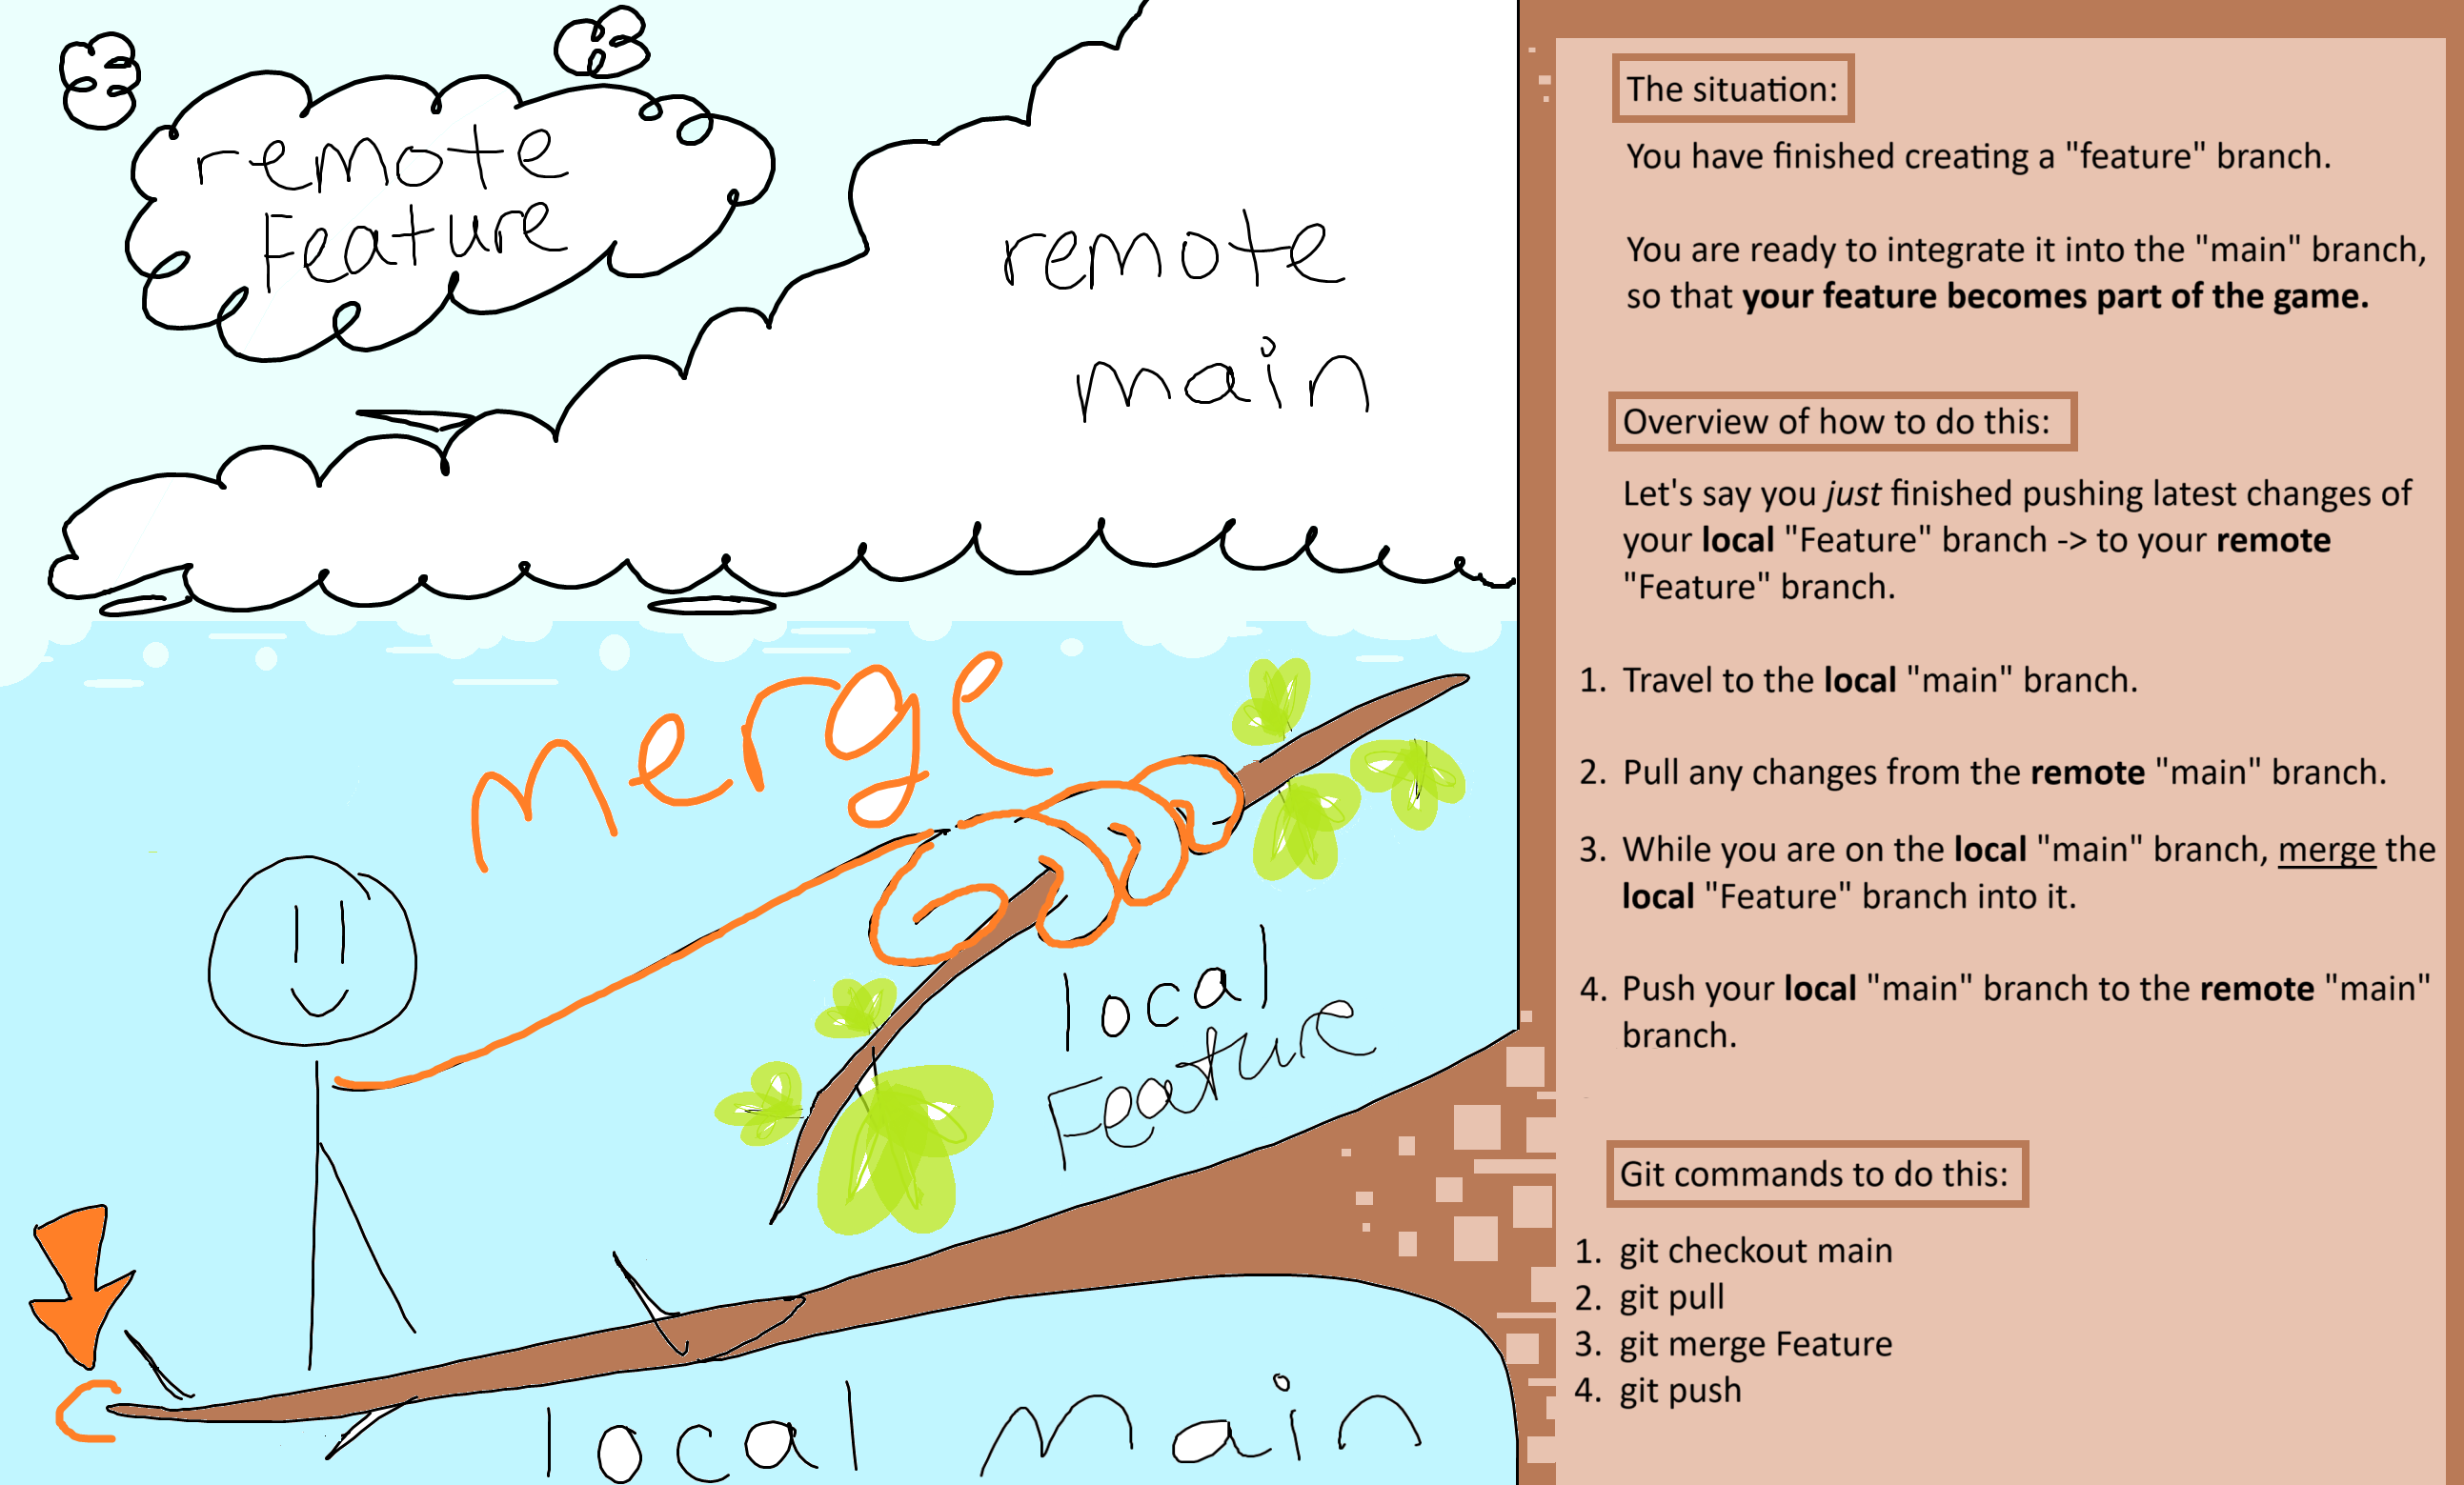 remote
Feature
remote
main
merge
local
Feature
local main
The situation:
You have finished creating a "feature" branch.
You are ready to integrate it into the "main" branch,
so that your feature becomes part of the game.
Overview of how to do this:
Let's say you just finished pushing latest changes of
your local "Feature" branch -> to your remote
"Feature" branch.
1. Travel to the local "main" branch.
2. Pull any changes from the remote "main" branch.
3. While you are on the local "main" branch, merge the
local "Feature" branch into it.
4. Push your local "main" branch to the remote "main"
branch.
Git commands to do this:
1. git checkout main
2. git pull
3. git merge Feature
4. git push